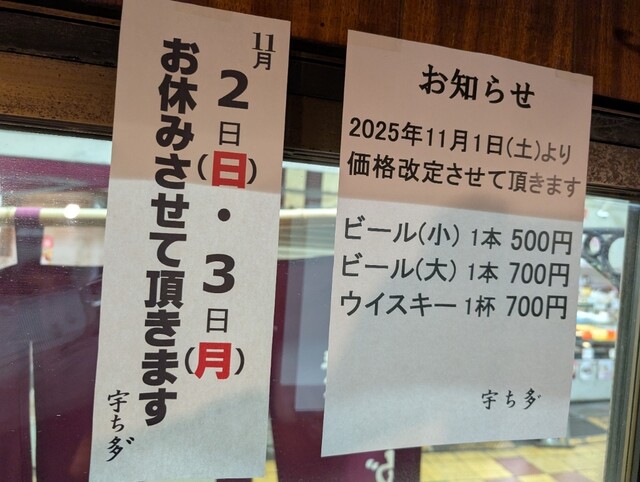 11月
2日(日)・3日(月)
お休みさせて頂きます
宇ち多゛
お知らせ
2025年11月1日(土)より
価格改定させて頂きます
ビール(小) 1本 500円
ビール(大) 1本 700円
ウイスキー 1杯 700円
宇ち多゛